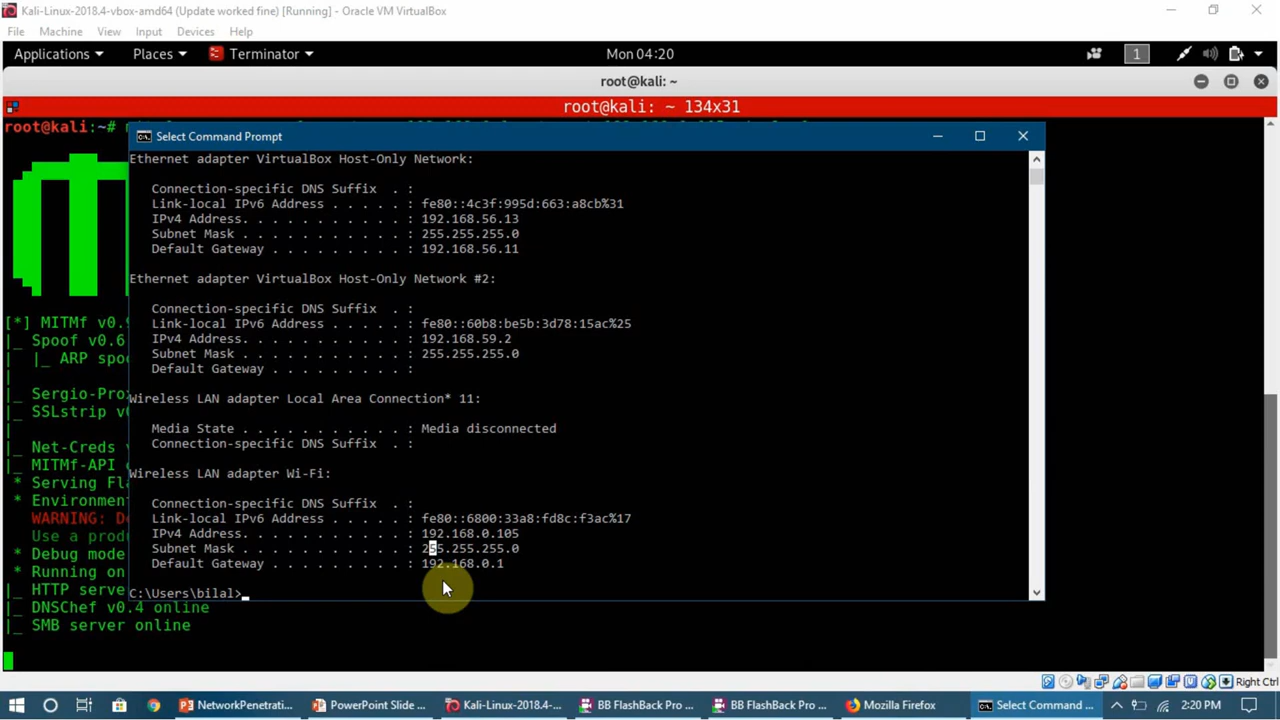 Kali-Linux-2018.4-vbox-amd64 (Update worked fine) [Running] - Oracle VM VirtualBox
File Machine View Input Devices Help
Applications Places Terminator Mon 04:20 1
root@kali: ~
root@kali: ~ 134x31
root@kali:~#
Select Command Prompt
Ethernet adapter VirtualBox Host-Only Network:
Connection-specific DNS Suffix . :
Link-local IPv6 Address . . . . . : fe80::4c3f:995d:663:a8cb%31
IPv4 Address. . . . . . . . . . . : 192.168.56.13
Subnet Mask . . . . . . . . . . . : 255.255.255.0
Default Gateway . . . . . . . . . : 192.168.56.11
Ethernet adapter VirtualBox Host-Only Network #2:
Connection-specific DNS Suffix . :
Link-local IPv6 Address . . . . . : fe80::60b8:be5b:3d78:15ac%25
IPv4 Address. . . . . . . . . . . : 192.168.59.2
Subnet Mask . . . . . . . . . . . : 255.255.255.0
Default Gateway . . . . . . . . . :
Wireless LAN adapter Local Area Connection* 11:
Media State . . . . . . . . . . . : Media disconnected
Connection-specific DNS Suffix . :
Wireless LAN adapter Wi-Fi:
Connection-specific DNS Suffix . :
Link-local IPv6 Address . . . . . : fe80::6800:33a8:fd8c:f3ac%17
IPv4 Address. . . . . . . . . . . : 192.168.0.105
Subnet Mask . . . . . . . . . . . : 255.255.255.0
Default Gateway . . . . . . . . . : 192.168.0.1
C:\Users\bilal>
[*] MITMf v0.9
|_ Spoof v0.6
| |_ ARP spoo
|
|_ Sergio-Pro
|_ SSLstrip v0
|
|_ Net-Creds v
|_ MITMf-API
* Serving Fl
* Environmen
WARNING: D
Use a produ
* Debug mode
* Running on
|_ HTTP serve
|_ DNSChef v0.4 online
|_ SMB server online
Right Ctrl
NetworkPenetrati... PowerPoint Slide ... Kali-Linux-2018.4-... BB FlashBack Pro ... BB FlashBack Pro ... Mozilla Firefox Select Command ... 2:20 PM